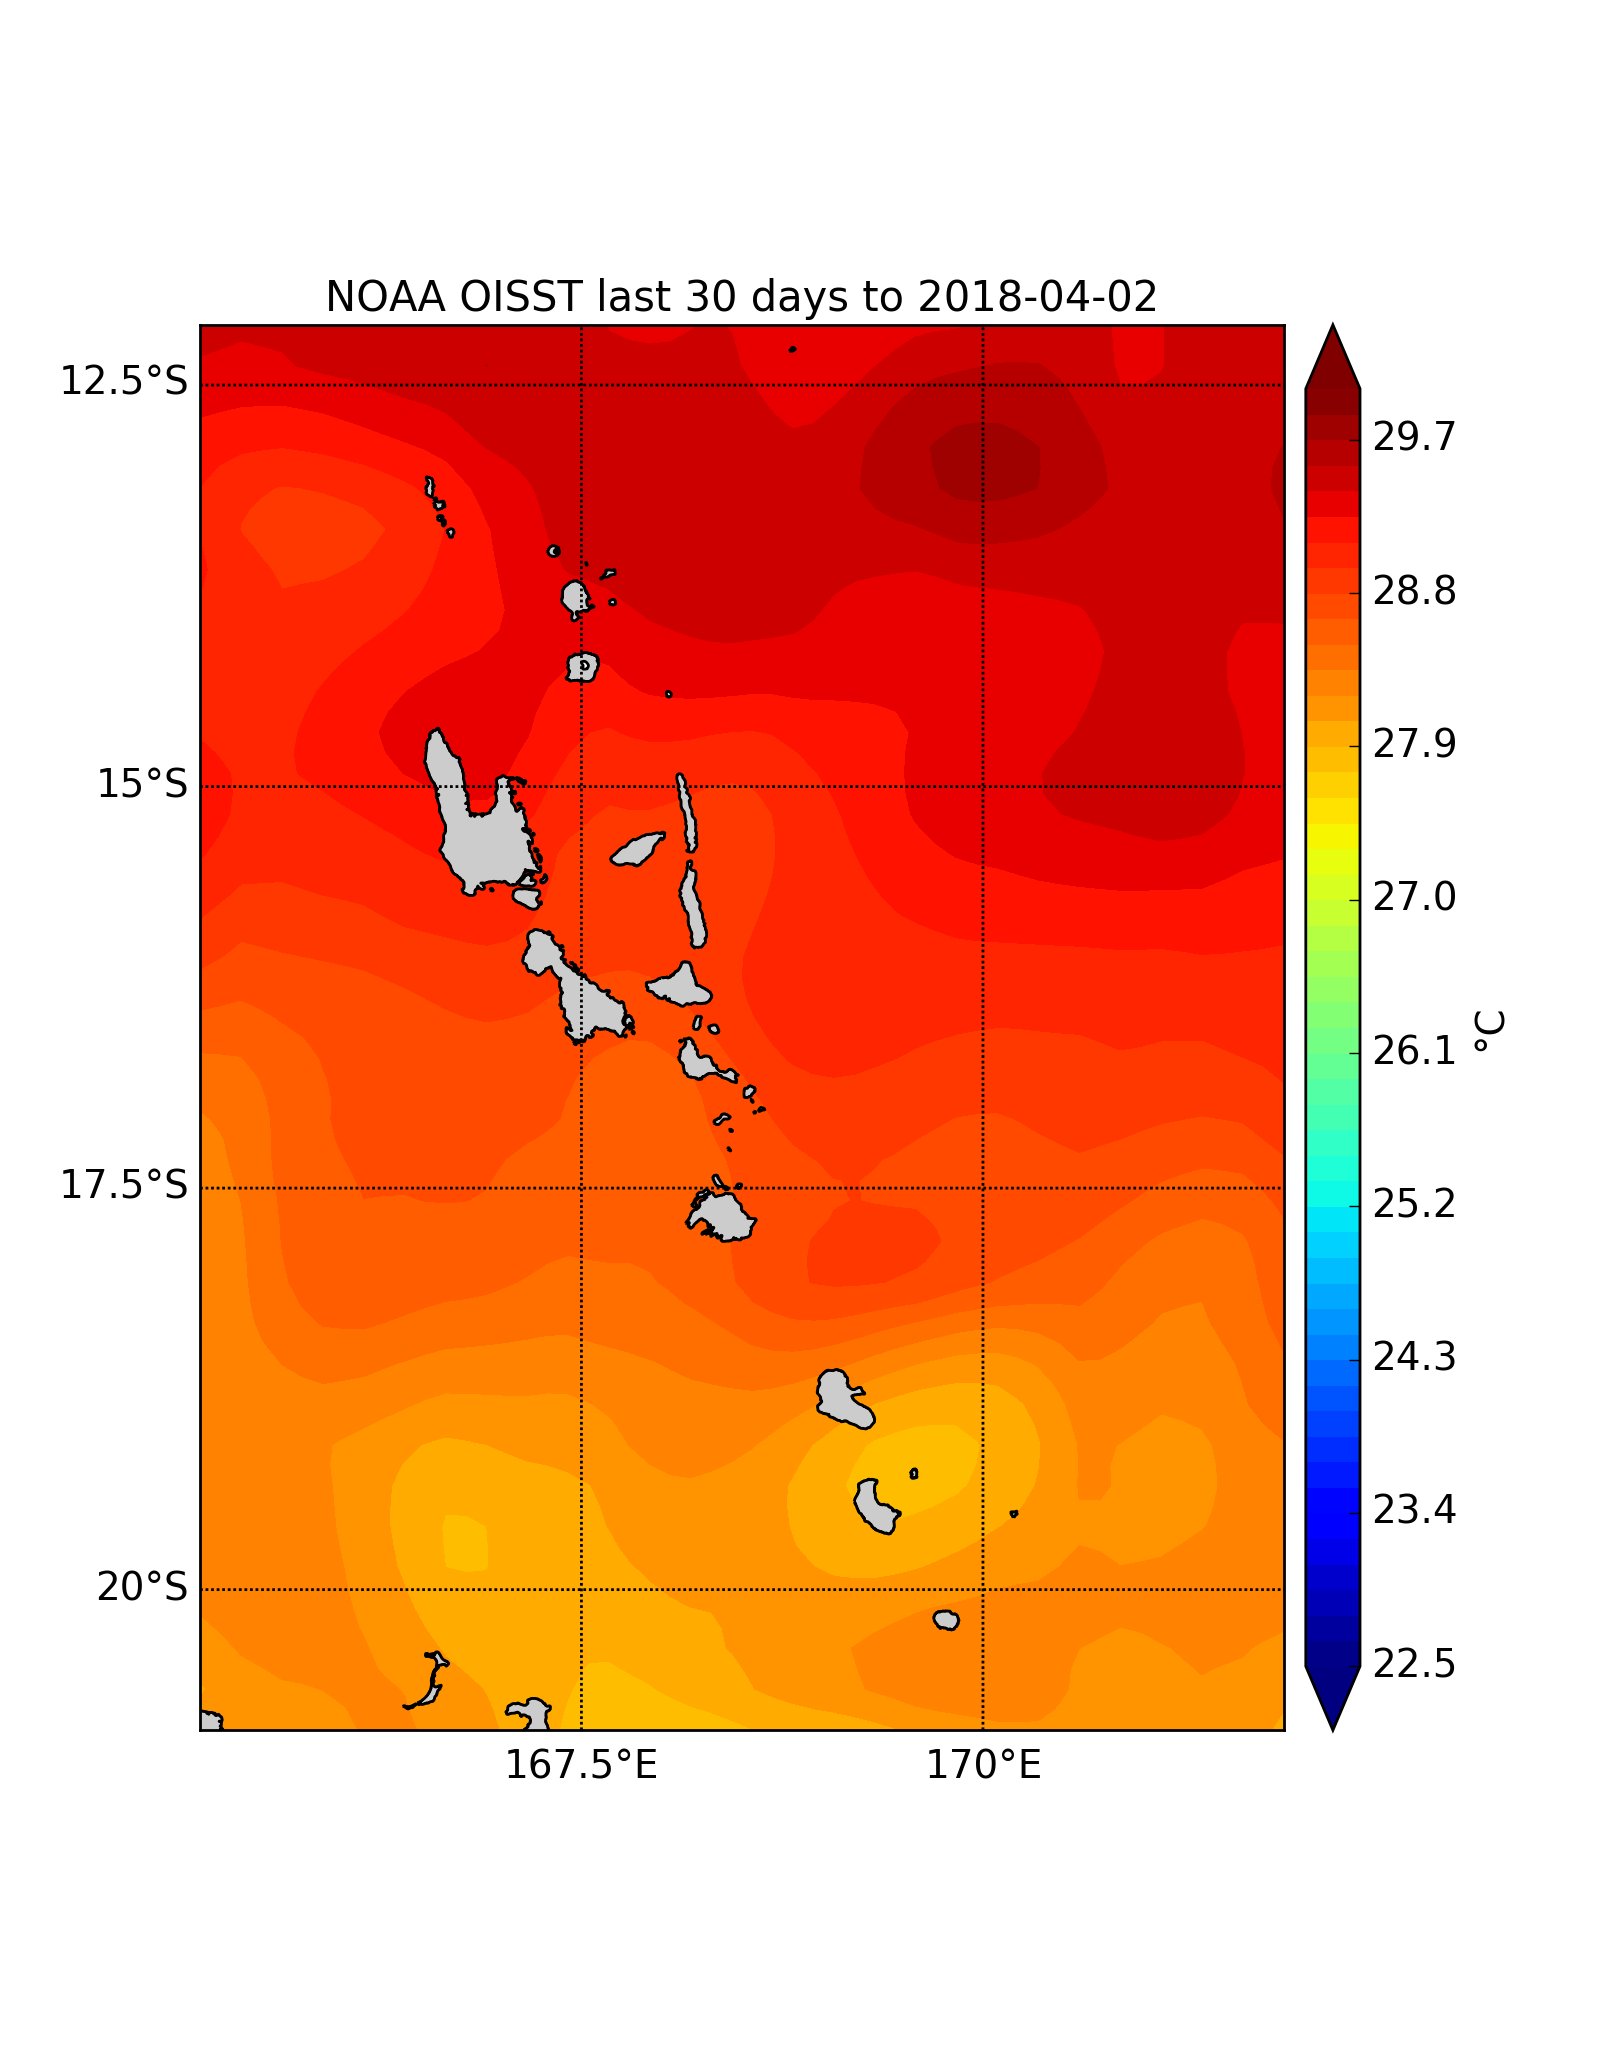 NOAA OISST last 30 days to 2018-04-02
12.5°S
15°S
17.5°S
20°S
167.5°E
170°E
29.7
28.8
27.9
27.0
26.1
25.2
24.3
23.4
22.5
°C